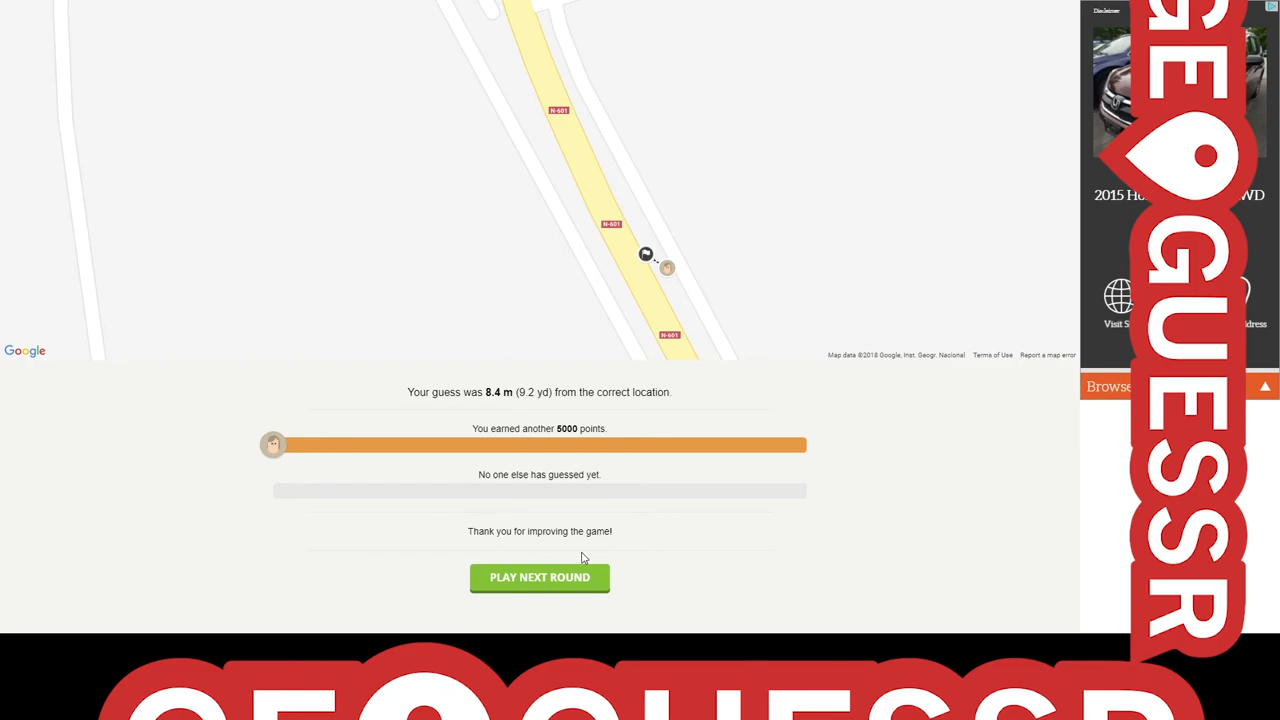 N-601
N-601
N-601
Google
Map data ©2018 Google, Inst. Geogr. Nacional Terms of Use Report a map error
Your guess was 8.4 m (9.2 yd) from the correct location.
You earned another 5000 points.
No one else has guessed yet.
Thank you for improving the game!
PLAY NEXT ROUND
Disclaimer
2015
Visit
Browse
GEOGUESSR
GEOGUESSR